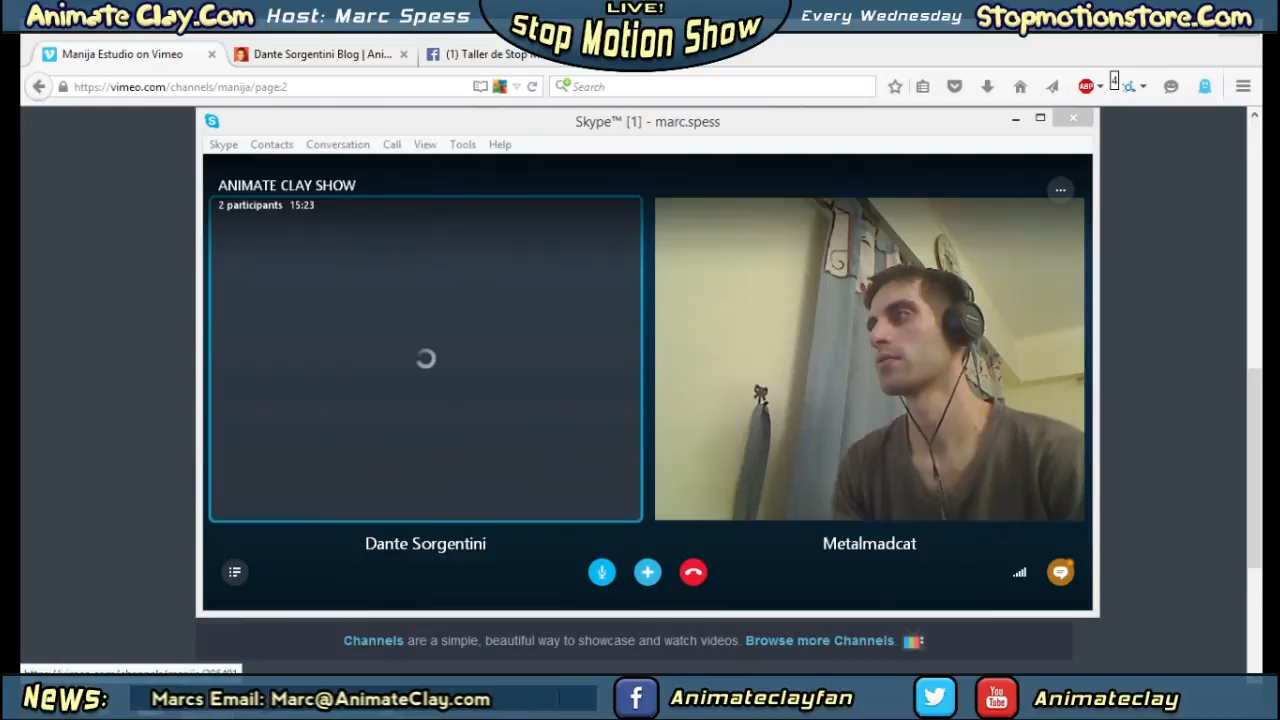 Animate Clay.Com
Host: Marc Spess
LIVE!
Stop Motion Show
Every Wednesday
Stopmotionstore.Com
Manija Estudio on Vimeo
Dante Sorgentini Blog | Ani...
(1) Taller de Stop
https://vimeo.com/channels/manija/page:2
Search
ABP
4
Skype™ [1] - marc.spess
Skype Contacts Conversation Call View Tools Help
ANIMATE CLAY SHOW
2 participants 15:23
Dante Sorgentini
Metalmadcat
Channels are a simple, beautiful way to showcase and watch videos. Browse more Channels.
News:
Marcs Email: Marc@AnimateClay.com
Animateclayfan
You Tube
Animateclay